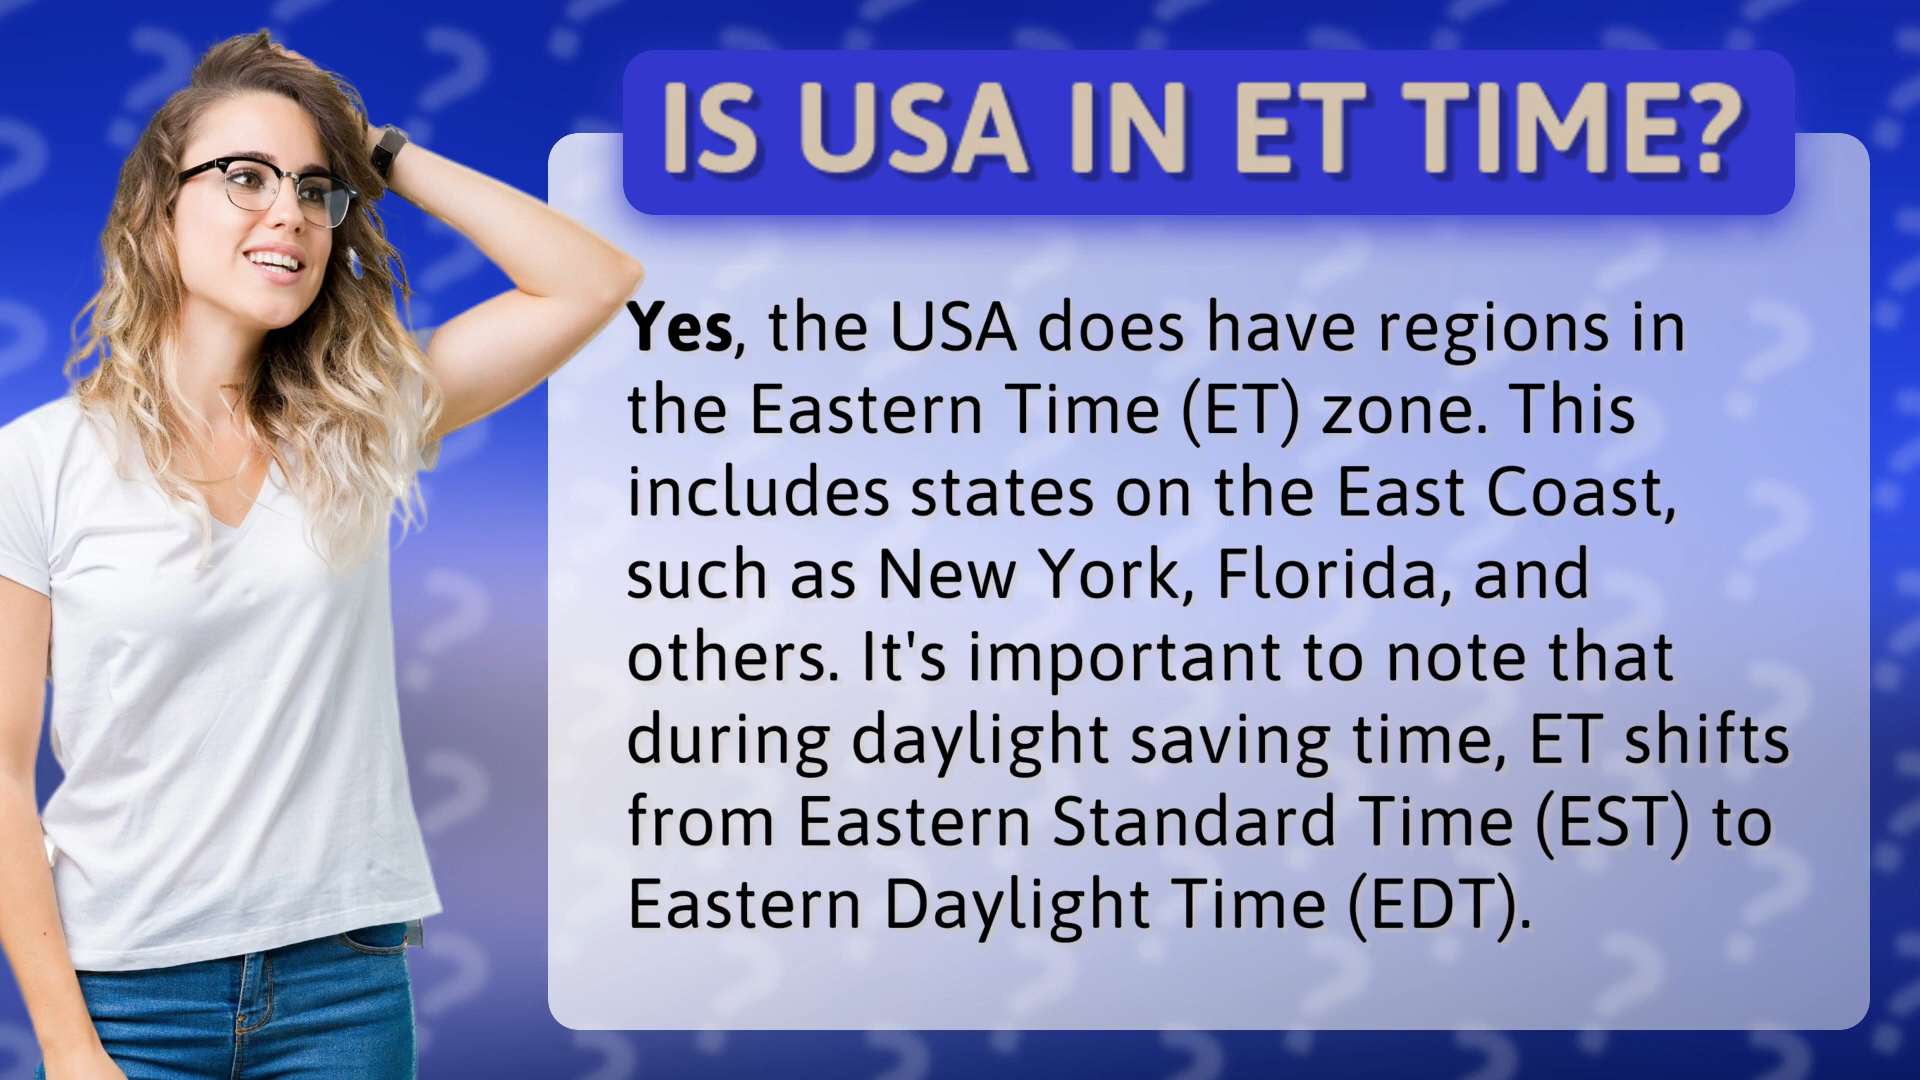 IS USA IN ET TIME?
Yes, the USA does have regions in
the Eastern Time (ET) zone. This
includes states on the East Coast,
such as New York, Florida, and
others. It's important to note that
during daylight saving time, ET shifts
from Eastern Standard Time (EST) to
Eastern Daylight Time (EDT).